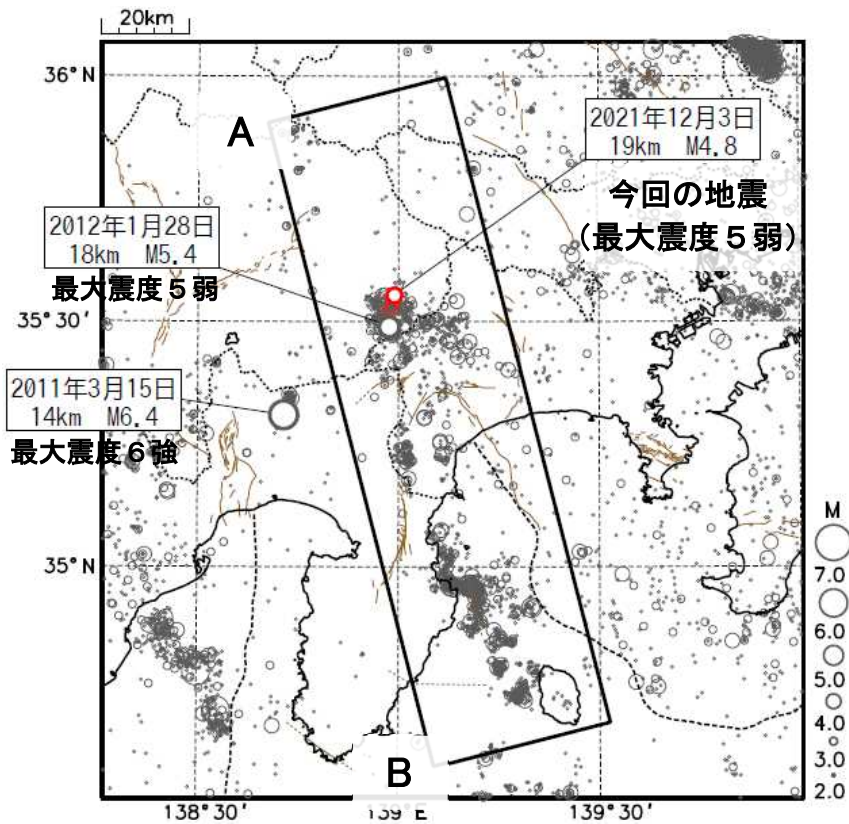 20km
36°N
A
2021年12月3日
19km M4.8
今回の地震
(最大震度5弱)
2012年1月28日
18km M5.4
最大震度5弱
35°30'
2011年3月15日
14km M6.4
最大震度6強
35°N
M
7.0
6.0
5.0
4.0
3.0
2.0
B
138°30'
139°E
139°30'